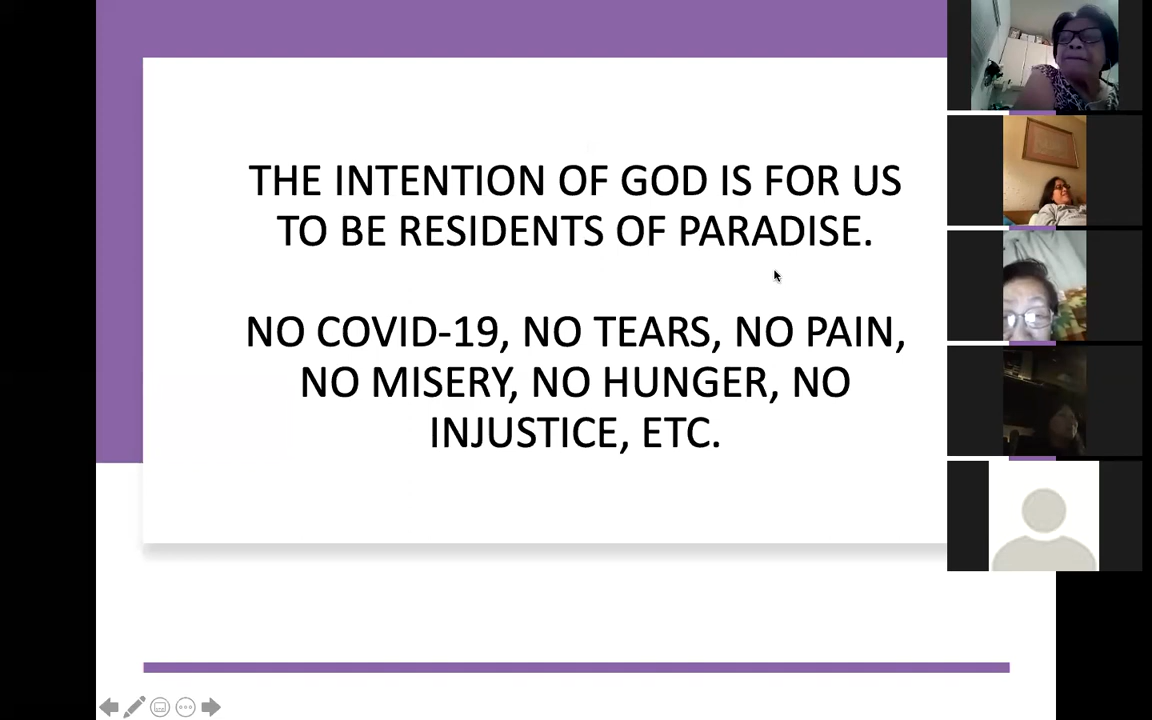 THE INTENTION OF GOD IS FOR US
TO BE RESIDENTS OF PARADISE.
NO COVID-19, NO TEARS, NO PAIN,
NO MISERY, NO HUNGER, NO
INJUSTICE, ETC.